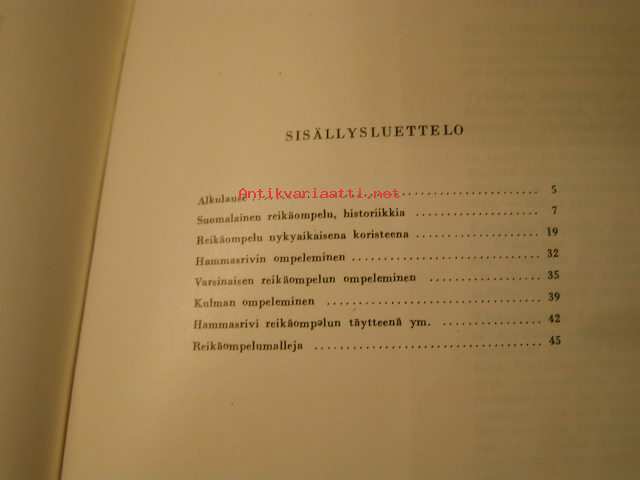 SISÄLLYSLUETTELO
Antikvariaatti.net
Alkulause .................... 5
Suomalainen reikäompelu, historiikkia .................... 7
Reikäompelu nykyaikaisena koristeena .................... 19
Hammasrivin ompeleminen .................... 32
Varsinaisen reikäompelun ompeleminen .................... 35
Kulman ompeleminen .................... 39
Hammasrivi reikäompelun täytteenä ym. .................... 42
Reikäompelumalleja .................... 45